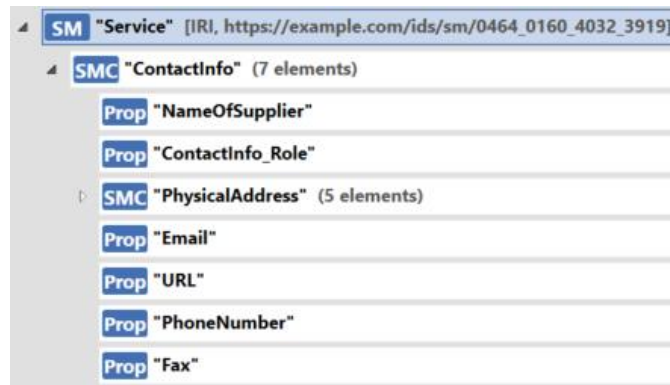 SM "Service" [IRI, https://example.com/ids/sm/0464_0160_4032_3919]
SMC "ContactInfo" (7 elements)
Prop "NameOfSupplier"
Prop "ContactInfo_Role"
SMC "PhysicalAddress" (5 elements)
Prop "Email"
Prop "URL"
Prop "PhoneNumber"
Prop "Fax"